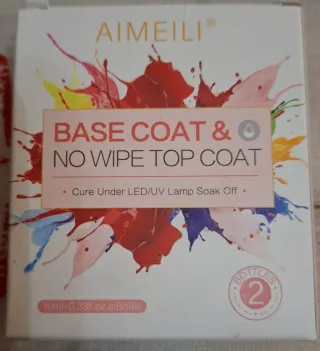 AIMEILI®
BASE COAT &
NO WIPE TOP COAT
• Cure Under LED/UV Lamp Soak Off •
10ml=0.33fl.oz.e/Bottle
BOTTLES
2